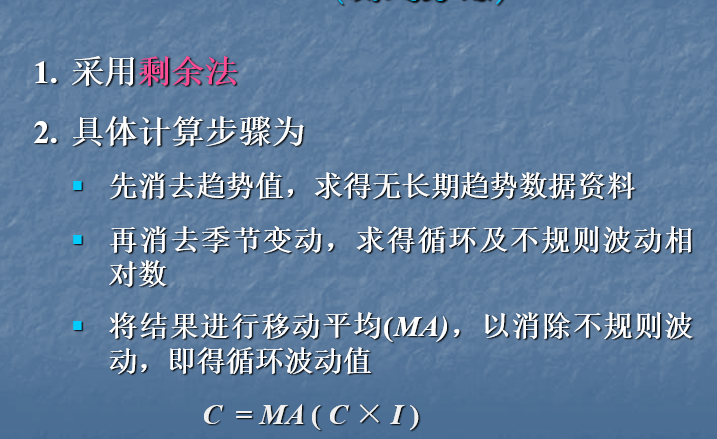 1. 采用剩余法
2. 具体计算步骤为
▪ 先消去趋势值，求得无长期趋势数据资料
▪ 再消去季节变动，求得循环及不规则波动相
对数
▪ 将结果进行移动平均(MA)，以消除不规则波
动，即得循环波动值
C = MA ( C × I )